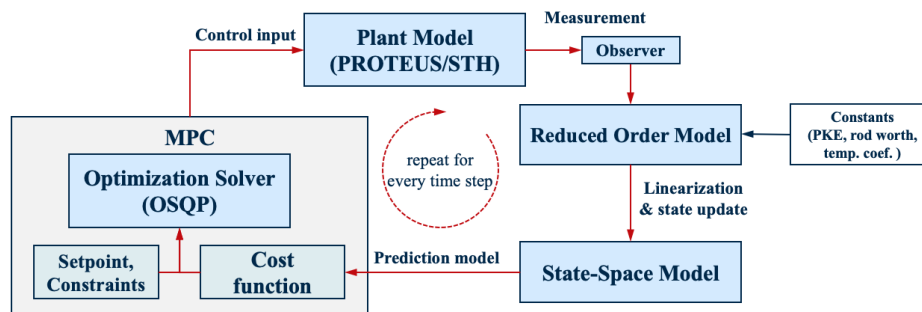 Control input
Plant Model
(PROTEUS/STH)
Measurement
Observer
Reduced Order Model
Constants
(PKE, rod worth,
temp. coef. )
MPC
Optimization Solver
(OSQP)
repeat for
every time step
Linearization
& state update
Setpoint,
Constraints
Cost
function
Prediction model
State-Space Model